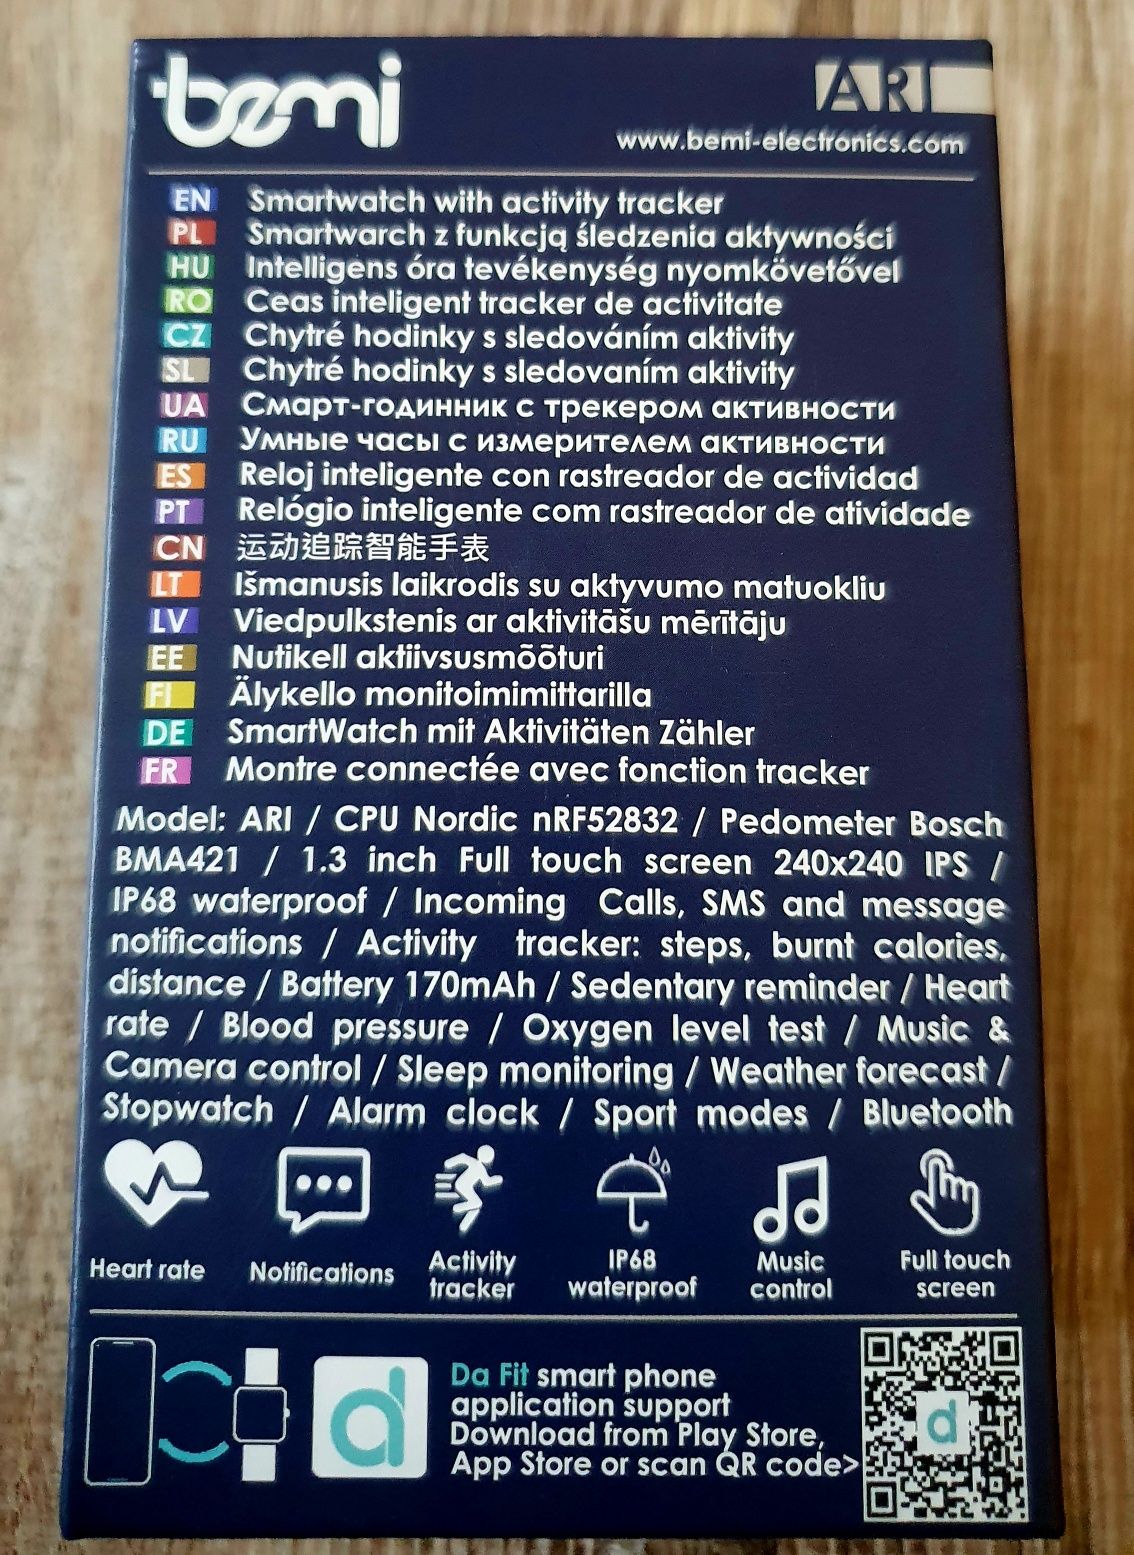 bemi
ARI
www.bemi-electronics.com
EN Smartwatch with activity tracker
PL Smartwarch z funkcją śledzenia aktywności
HU Intelligens óra tevékenység nyomkövetővel
RO Ceas inteligent tracker de activitate
CZ Chytré hodinky s sledováním aktivity
SL Chytré hodinky s sledovaním aktivity
UA Смарт-годинник с трекером активности
RU Умные часы с измерителем активности
ES Reloj inteligente con rastreador de actividad
PT Relógio inteligente com rastreador de atividade
CN 运动追踪智能手表
LT Išmanusis laikrodis su aktyvumo matuokliu
LV Viedpulkstenis ar aktivitāšu mērītāju
EE Nutikell aktiivsusmõõturi
FI Älykello monitoimimittarilla
DE SmartWatch mit Aktivitäten Zähler
FR Montre connectée avec fonction tracker
Model: ARI / CPU Nordic nRF52832 / Pedometer Bosch
BMA421 / 1.3 inch Full touch screen 240x240 IPS /
IP68 waterproof / Incoming Calls, SMS and message
notifications / Activity tracker: steps, burnt calories,
distance / Battery 170mAh / Sedentary reminder / Heart
rate / Blood pressure / Oxygen level test / Music &
Camera control / Sleep monitoring / Weather forecast /
Stopwatch / Alarm clock / Sport modes / Bluetooth
Heart rate
Notifications
Activity
tracker
IP68
waterproof
Music
control
Full touch
screen
d
Da Fit smart phone
application support
Download from Play Store,
App Store or scan QR code>
d